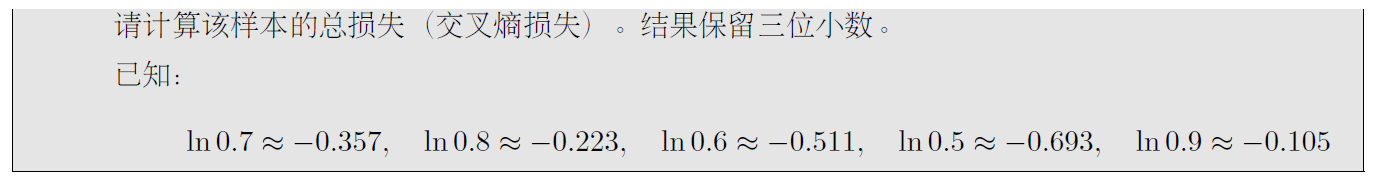 请计算该样本的总损失（交叉熵损失）。结果保留三位小数。
已知：
ln 0.7 ≈ −0.357, ln 0.8 ≈ −0.223, ln 0.6 ≈ −0.511, ln 0.5 ≈ −0.693, ln 0.9 ≈ −0.105